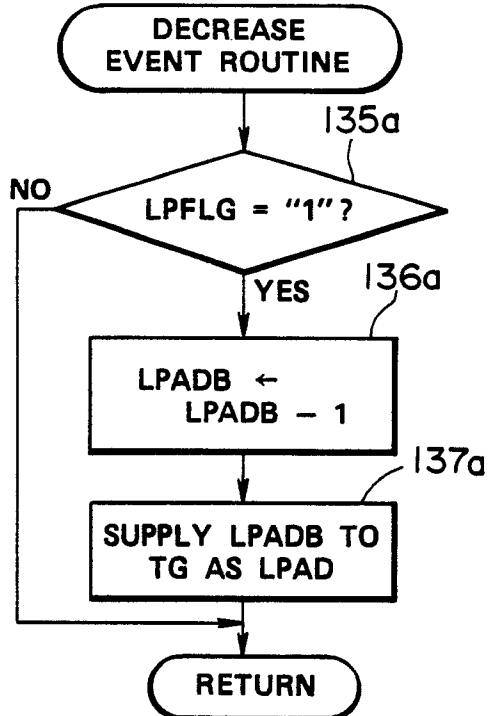 DECREASE
EVENT ROUTINE
135a
NO
LPFLG = "1"?
YES
136a
LPADB ←
LPADB - 1
137a
SUPPLY LPADB TO
TG AS LPAD
RETURN